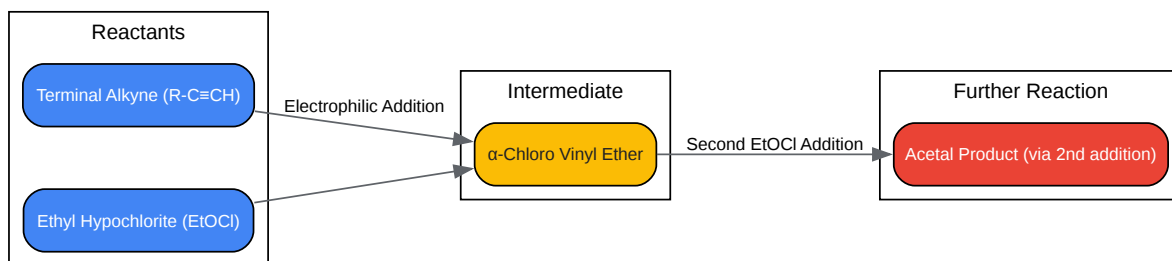 Reactants
Terminal Alkyne (R-C≡CH)
Ethyl Hypochlorite (EtOCl)
Electrophilic Addition
Intermediate
α-Chloro Vinyl Ether
Second EtOCl Addition
Further Reaction
Acetal Product (via 2nd addition)